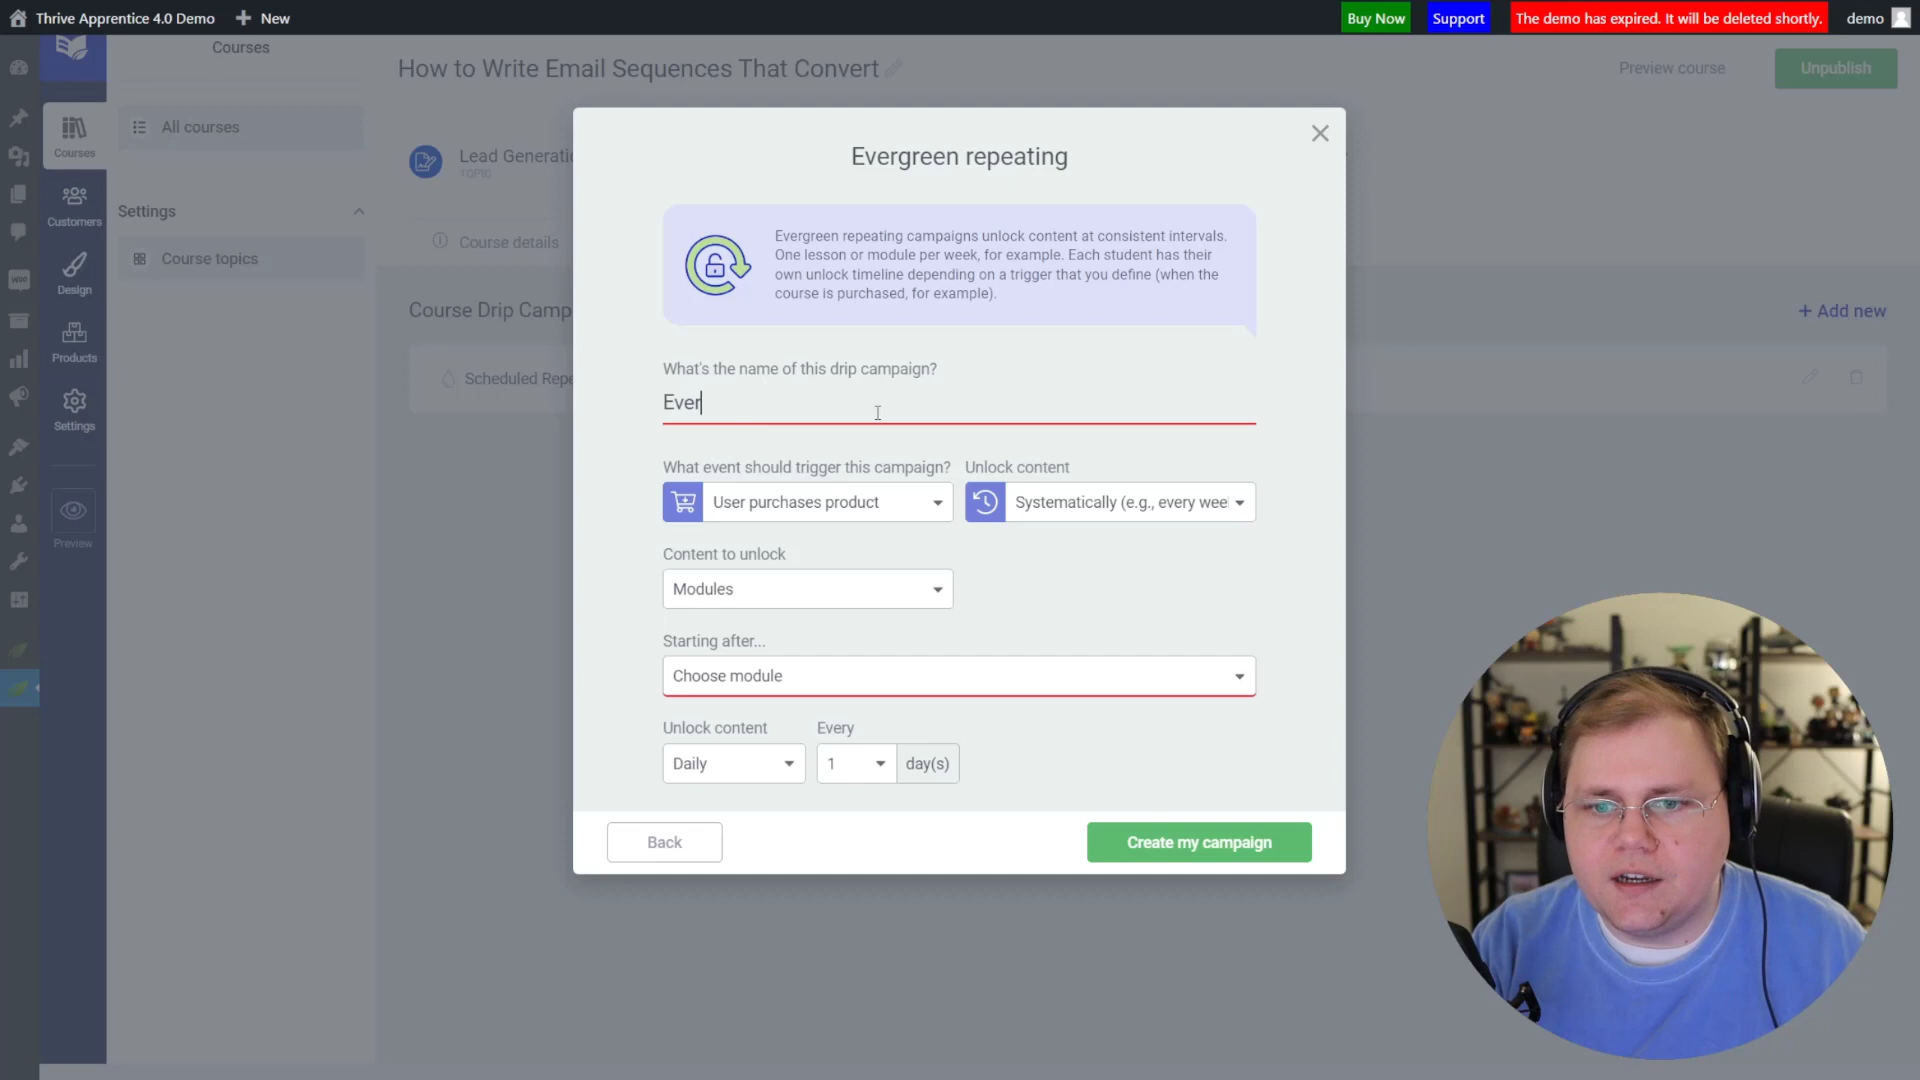 Thrive Apprentice 4.0 Demo
New
Buy Now
Support
The demo has expired. It will be deleted shortly.
demo
Courses
How to Write Email Sequences That Convert
Preview course
Unpublish
Courses
All courses
Customers
Settings
Design
Course topics
Products
Settings
Preview
Lead Generatio
TOPIC
Course details
Course Drip Camp
+ Add new
Scheduled Repe
Evergreen repeating
Evergreen repeating campaigns unlock content at consistent intervals.
One lesson or module per week, for example. Each student has their
own unlock timeline depending on a trigger that you define (when the
course is purchased, for example).
What's the name of this drip campaign?
Ever
What event should trigger this campaign?
Unlock content
User purchases product
Systematically (e.g., every wee
Content to unlock
Modules
Starting after...
Choose module
Unlock content
Every
Daily
1
day(s)
Back
Create my campaign